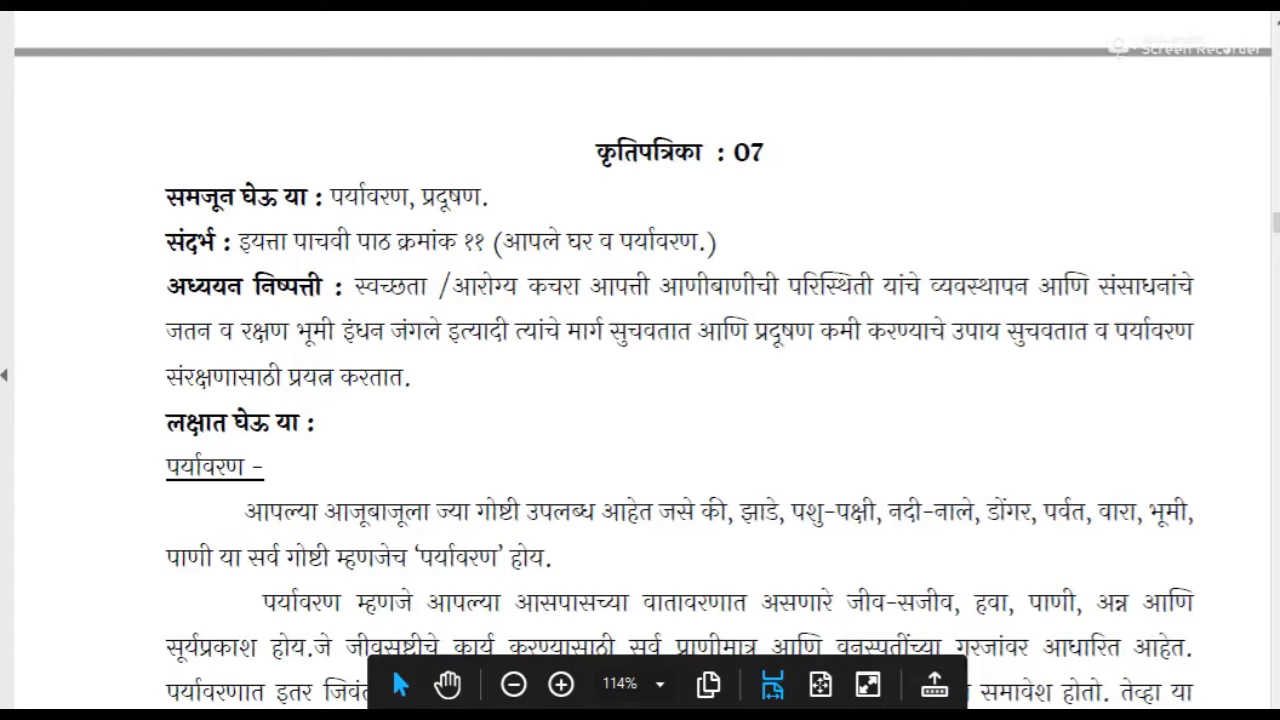 Screen Recorder
कृतिपत्रिका : 07
समजून घेऊ या : पर्यावरण, प्रदूषण.
संदर्भ : इयत्ता पाचवी पाठ क्रमांक ११ (आपले घर व पर्यावरण.)
अध्ययन निष्पत्ती : स्वच्छता /आरोग्य कचरा आपत्ती आणीबाणीची परिस्थिती यांचे व्यवस्थापन आणि संसाधनांचे
जतन व रक्षण भूमी इंधन जंगले इत्यादी त्यांचे मार्ग सुचवतात आणि प्रदूषण कमी करण्याचे उपाय सुचवतात व पर्यावरण
संरक्षणासाठी प्रयत्न करतात.
लक्षात घेऊ या :
पर्यावरण -
आपल्या आजूबाजूला ज्या गोष्टी उपलब्ध आहेत जसे की, झाडे, पशु-पक्षी, नदी-नाले, डोंगर, पर्वत, वारा, भूमी,
पाणी या सर्व गोष्टी म्हणजेच ‘पर्यावरण’ होय.
पर्यावरण म्हणजे आपल्या आसपासच्या वातावरणात असणारे जीव-सजीव, हवा, पाणी, अन्न आणि
सूर्यप्रकाश होय.जे जीवसृष्टीचे कार्य करण्यासाठी सर्व प्राणीमात्र आणि वनस्पतींच्या गरजांवर आधारित आहेत.
पर्यावरणात इतर समावेश होतो. तेव्हा या
114%